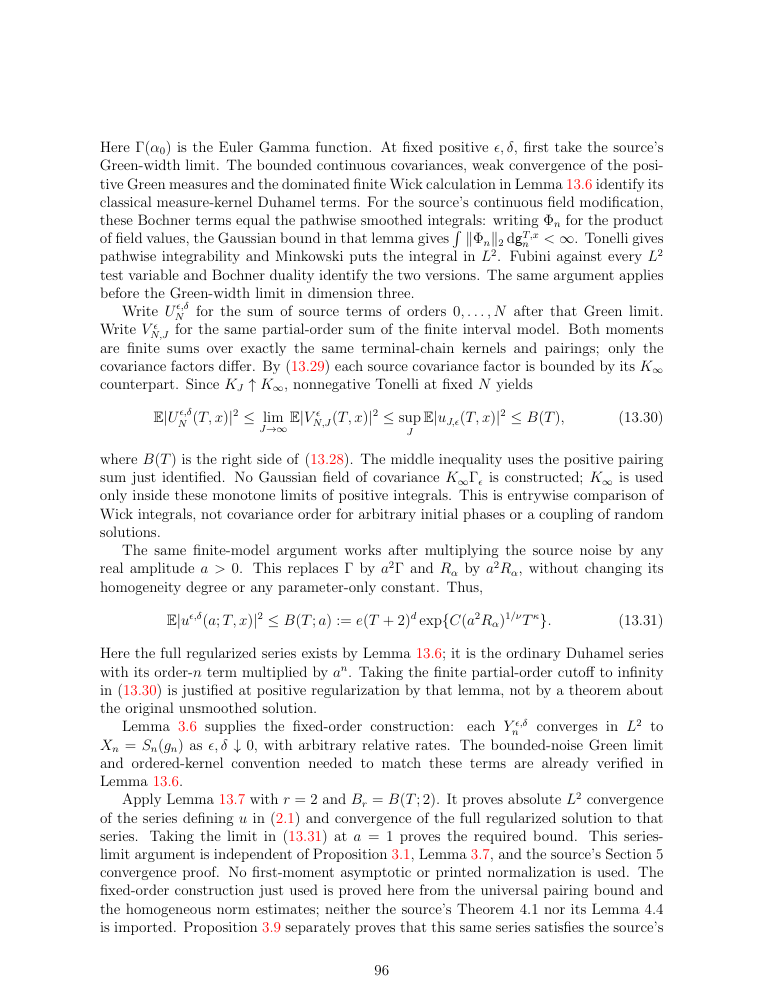 Here Γ(α₀) is the Euler Gamma function. At fixed positive ϵ, δ, first take the source's
Green-width limit. The bounded continuous covariances, weak convergence of the posi-
tive Green measures and the dominated finite Wick calculation in Lemma 13.6 identify its
classical measure-kernel Duhamel terms. For the source's continuous field modification,
these Bochner terms equal the pathwise smoothed integrals: writing Φₙ for the product
of field values, the Gaussian bound in that lemma gives ∫ ‖Φₙ‖₂ dgₙ^{T,x} < ∞. Tonelli gives
pathwise integrability and Minkowski puts the integral in L². Fubini against every L²
test variable and Bochner duality identify the two versions. The same argument applies
before the Green-width limit in dimension three.
Write U_N^{ϵ,δ} for the sum of source terms of orders 0, . . . , N after that Green limit.
Write V_{N,J}^ϵ for the same partial-order sum of the finite interval model. Both moments
are finite sums over exactly the same terminal-chain kernels and pairings; only the
covariance factors differ. By (13.29) each source covariance factor is bounded by its K_∞
counterpart. Since K_J ↑ K_∞, nonnegative Tonelli at fixed N yields
E|U_N^{ϵ,δ}(T, x)|² ≤ lim_{J→∞} E|V_{N,J}^ϵ(T, x)|² ≤ sup_J E|u_{J,ϵ}(T, x)|² ≤ B(T), (13.30)
where B(T) is the right side of (13.28). The middle inequality uses the positive pairing
sum just identified. No Gaussian field of covariance K_∞Γ_ϵ is constructed; K_∞ is used
only inside these monotone limits of positive integrals. This is entrywise comparison of
Wick integrals, not covariance order for arbitrary initial phases or a coupling of random
solutions.
The same finite-model argument works after multiplying the source noise by any
real amplitude a > 0. This replaces Γ by a²Γ and R_α by a²R_α, without changing its
homogeneity degree or any parameter-only constant. Thus,
E|u^{ϵ,δ}(a; T, x)|² ≤ B(T; a) := e(T + 2)^d exp{C(a²R_α)^{1/ν}T^κ}. (13.31)
Here the full regularized series exists by Lemma 13.6; it is the ordinary Duhamel series
with its order-n term multiplied by aⁿ. Taking the finite partial-order cutoff to infinity
in (13.30) is justified at positive regularization by that lemma, not by a theorem about
the original unsmoothed solution.
Lemma 3.6 supplies the fixed-order construction: each Y_n^{ϵ,δ} converges in L² to
Xₙ = Sₙ(gₙ) as ϵ, δ ↓ 0, with arbitrary relative rates. The bounded-noise Green limit
and ordered-kernel convention needed to match these terms are already verified in
Lemma 13.6.
Apply Lemma 13.7 with r = 2 and B_r = B(T; 2). It proves absolute L² convergence
of the series defining u in (2.1) and convergence of the full regularized solution to that
series. Taking the limit in (13.31) at a = 1 proves the required bound. This series-
limit argument is independent of Proposition 3.1, Lemma 3.7, and the source's Section 5
convergence proof. No first-moment asymptotic or printed normalization is used. The
fixed-order construction just used is proved here from the universal pairing bound and
the homogeneous norm estimates; neither the source's Theorem 4.1 nor its Lemma 4.4
is imported. Proposition 3.9 separately proves that this same series satisfies the source's
96